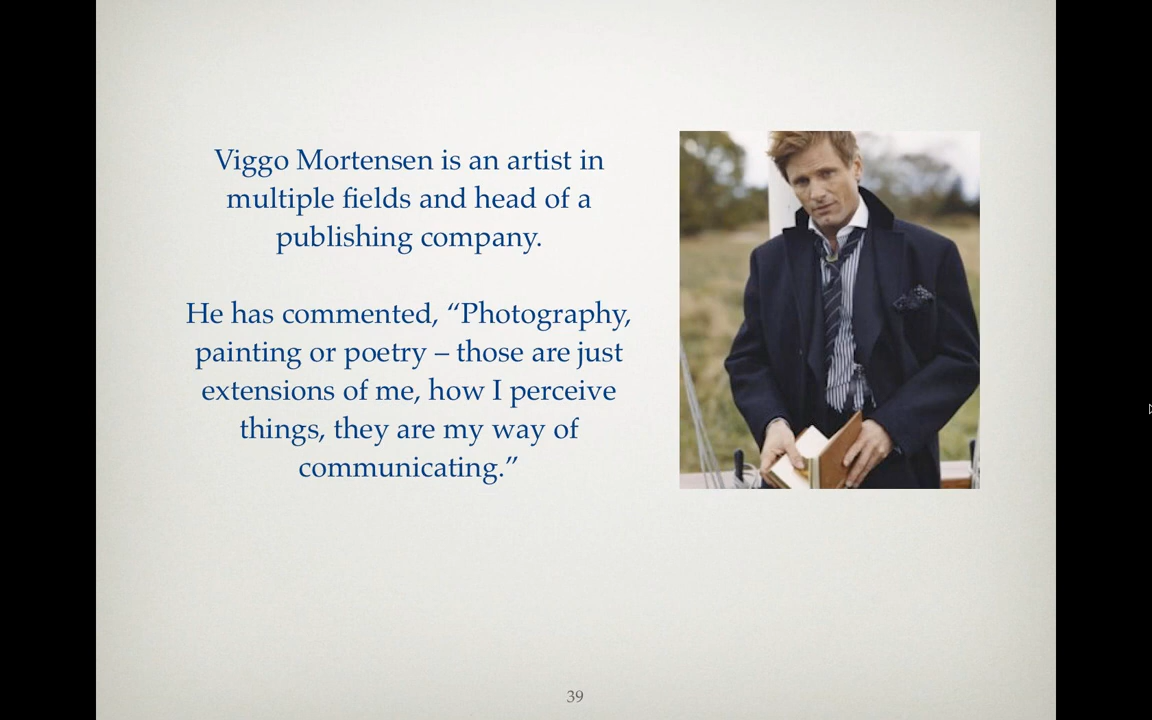 Viggo Mortensen is an artist in
multiple fields and head of a
publishing company.
He has commented, “Photography,
painting or poetry – those are just
extensions of me, how I perceive
things, they are my way of
communicating.”
39